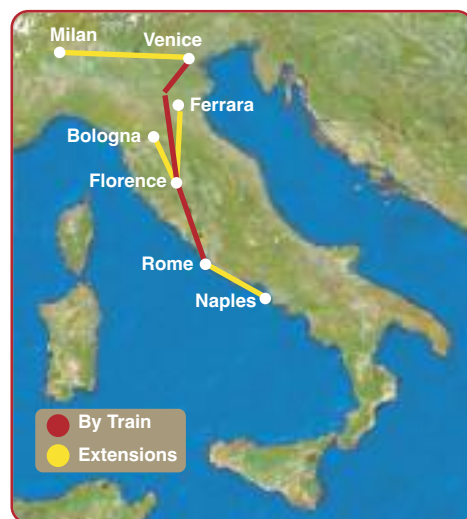 Milan
Venice
Ferrara
Bologna
Florence
Rome
Naples
By Train
Extensions